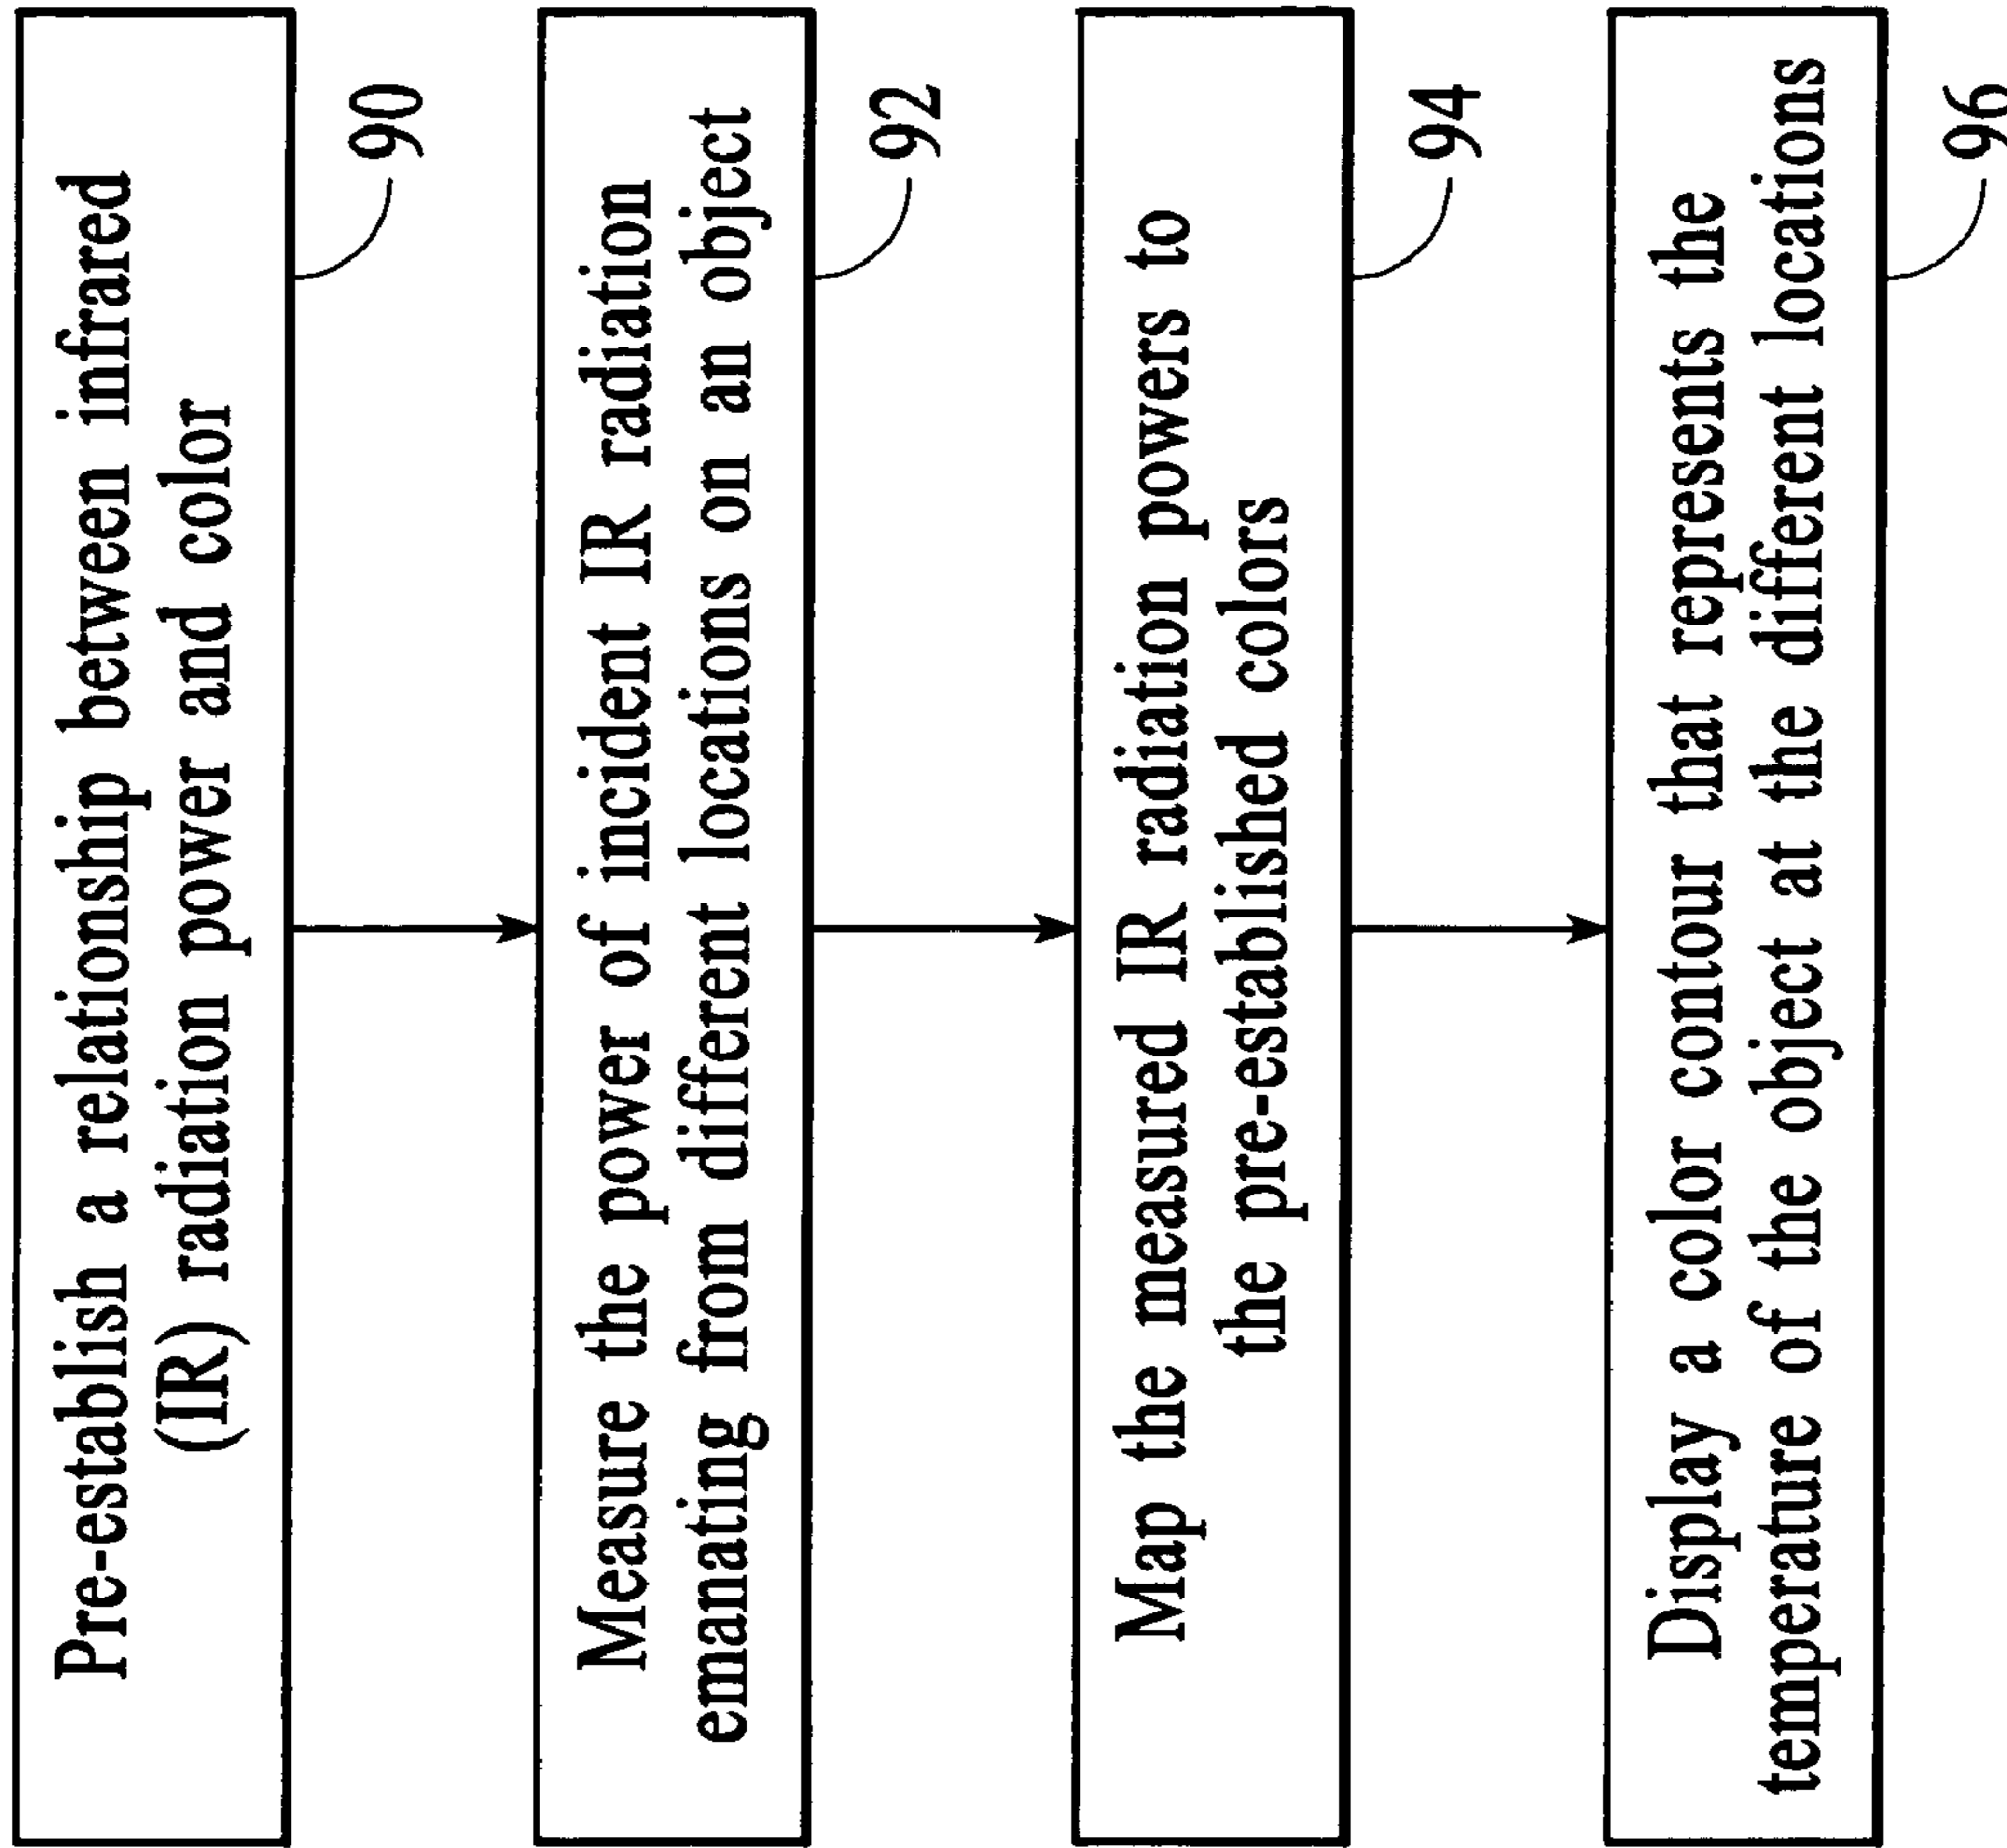 Pre-establish a relationship between infrared
(IR) radiation power and color
90
Measure the power of incident IR radiation
emanating from different locations on an object
92
Map the measured IR radiation powers to
the pre-established colors
94
Display a color contour that represents the
temperature of the object at the different locations
96